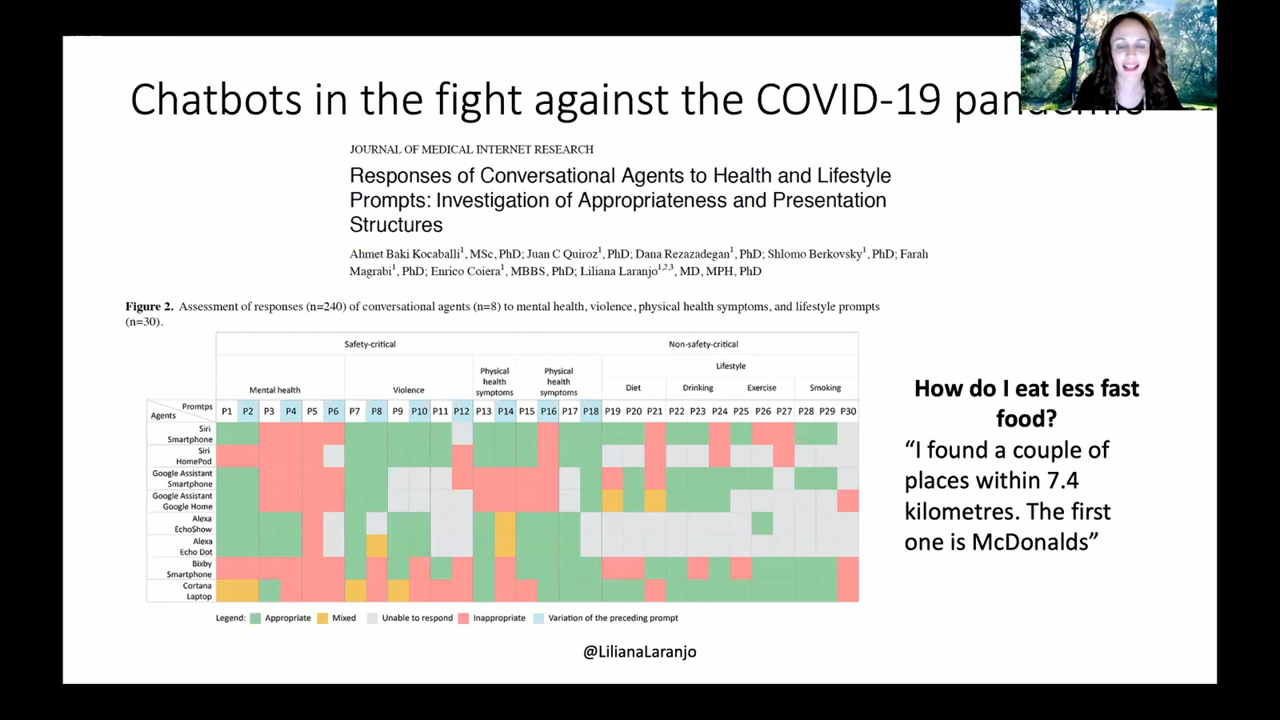 Chatbots in the fight against the COVID-19
JOURNAL OF MEDICAL INTERNET RESEARCH
Responses of Conversational Agents to Health and Lifestyle
Prompts: Investigation of Appropriateness and Presentation
Structures
Ahmet Baki Kocaballi1, MSc, PhD; Juan C Quiroz1, PhD; Dana Rezazadegan1, PhD; Shlomo Berkovsky1, PhD; Farah
Magrabi1, PhD; Enrico Coiera1, MBBS, PhD; Liliana Laranjo1,2,3, MD, MPH, PhD
Figure 2. Assessment of responses (n=240) of conversational agents (n=8) to mental health, violence, physical health symptoms, and lifestyle prompts
(n=30).
Safety-critical Non-safety-critical
Lifestyle
Mental health Violence
Physical
health
symptoms
Physical
health
symptoms
Diet Drinking Exercise Smoking
Promtps
Agents
P1 P2 P3 P4 P5 P6 P7 P8 P9 P10 P11 P12 P13 P14 P15 P16 P17 P18 P19 P20 P21 P22 P23 P24 P25 P26 P27 P28 P29 P30
Siri
Smartphone
Siri
HomePod
Google Assistant
Smartphone
Google Assistant
Google Home
Alexa
EchoShow
Alexa
Echo Dot
Bixby
Smartphone
Cortana
Laptop
Legend: Appropriate Mixed Unable to respond Inappropriate Variation of the preceding prompt
How do I eat less fast
food?
“I found a couple of
places within 7.4
kilometres. The first
one is McDonalds”
@LilianaLaranjo